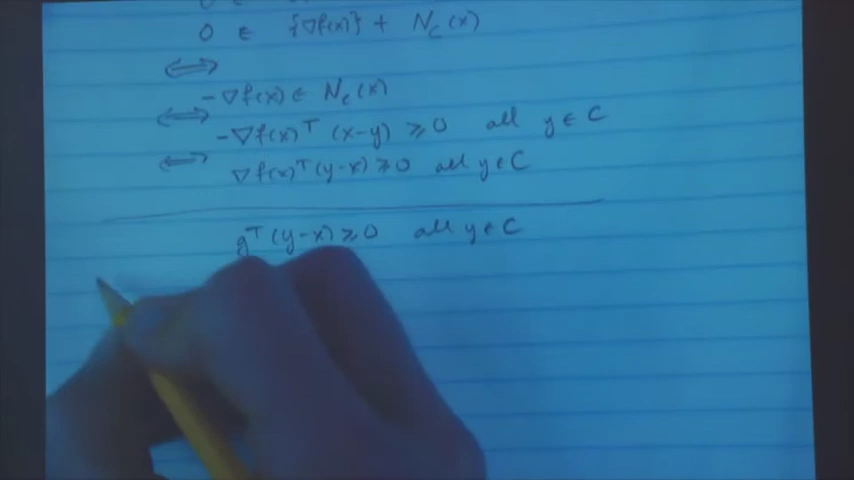 0 ∈ {∇f(x)} + N_C(x)
⟺
-∇f(x) ∈ N_C(x)
⟺ -∇f(x)^T (x-y) ≥ 0 all y ∈ C
⟺ ∇f(x)^T (y-x) ≥ 0 all y ∈ C
g^T (y-x) ≥ 0 all y ∈ C